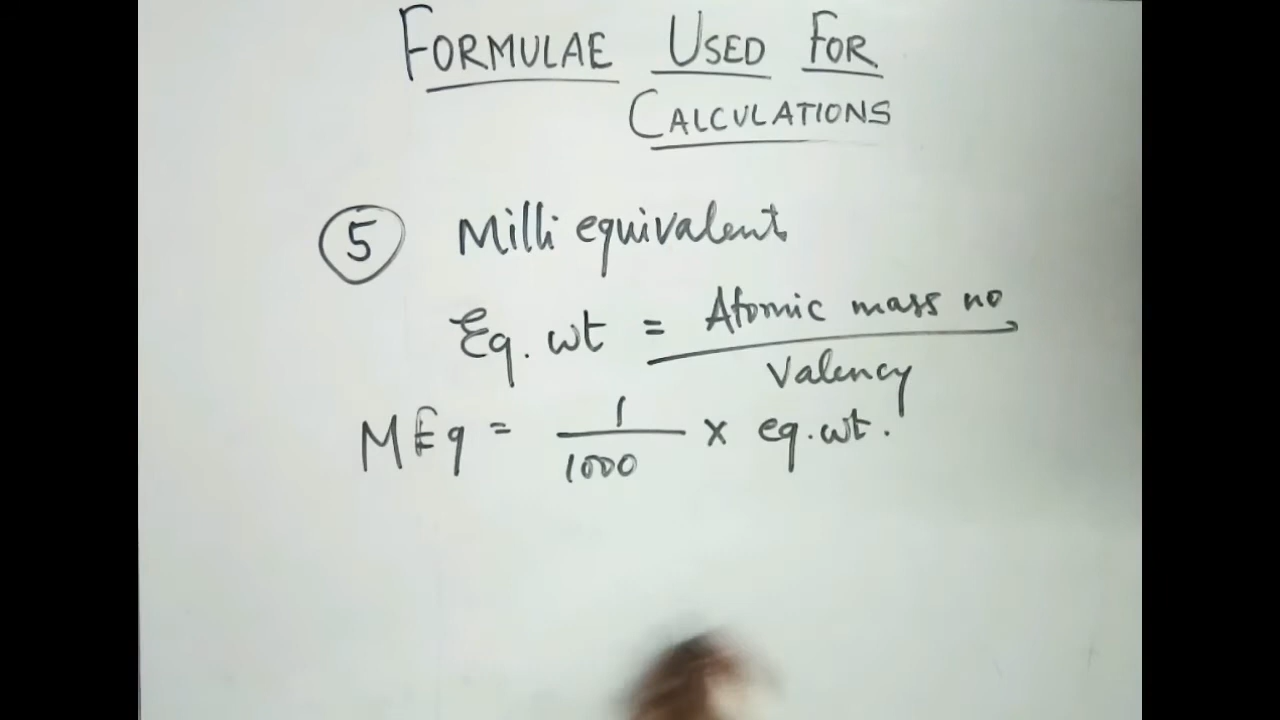 FORMULAE USED FOR
CALCULATIONS
5 Milli equivalent
Eq. wt = Atomic mass no
Valency
MEq = 1
1000 × eq.wt.